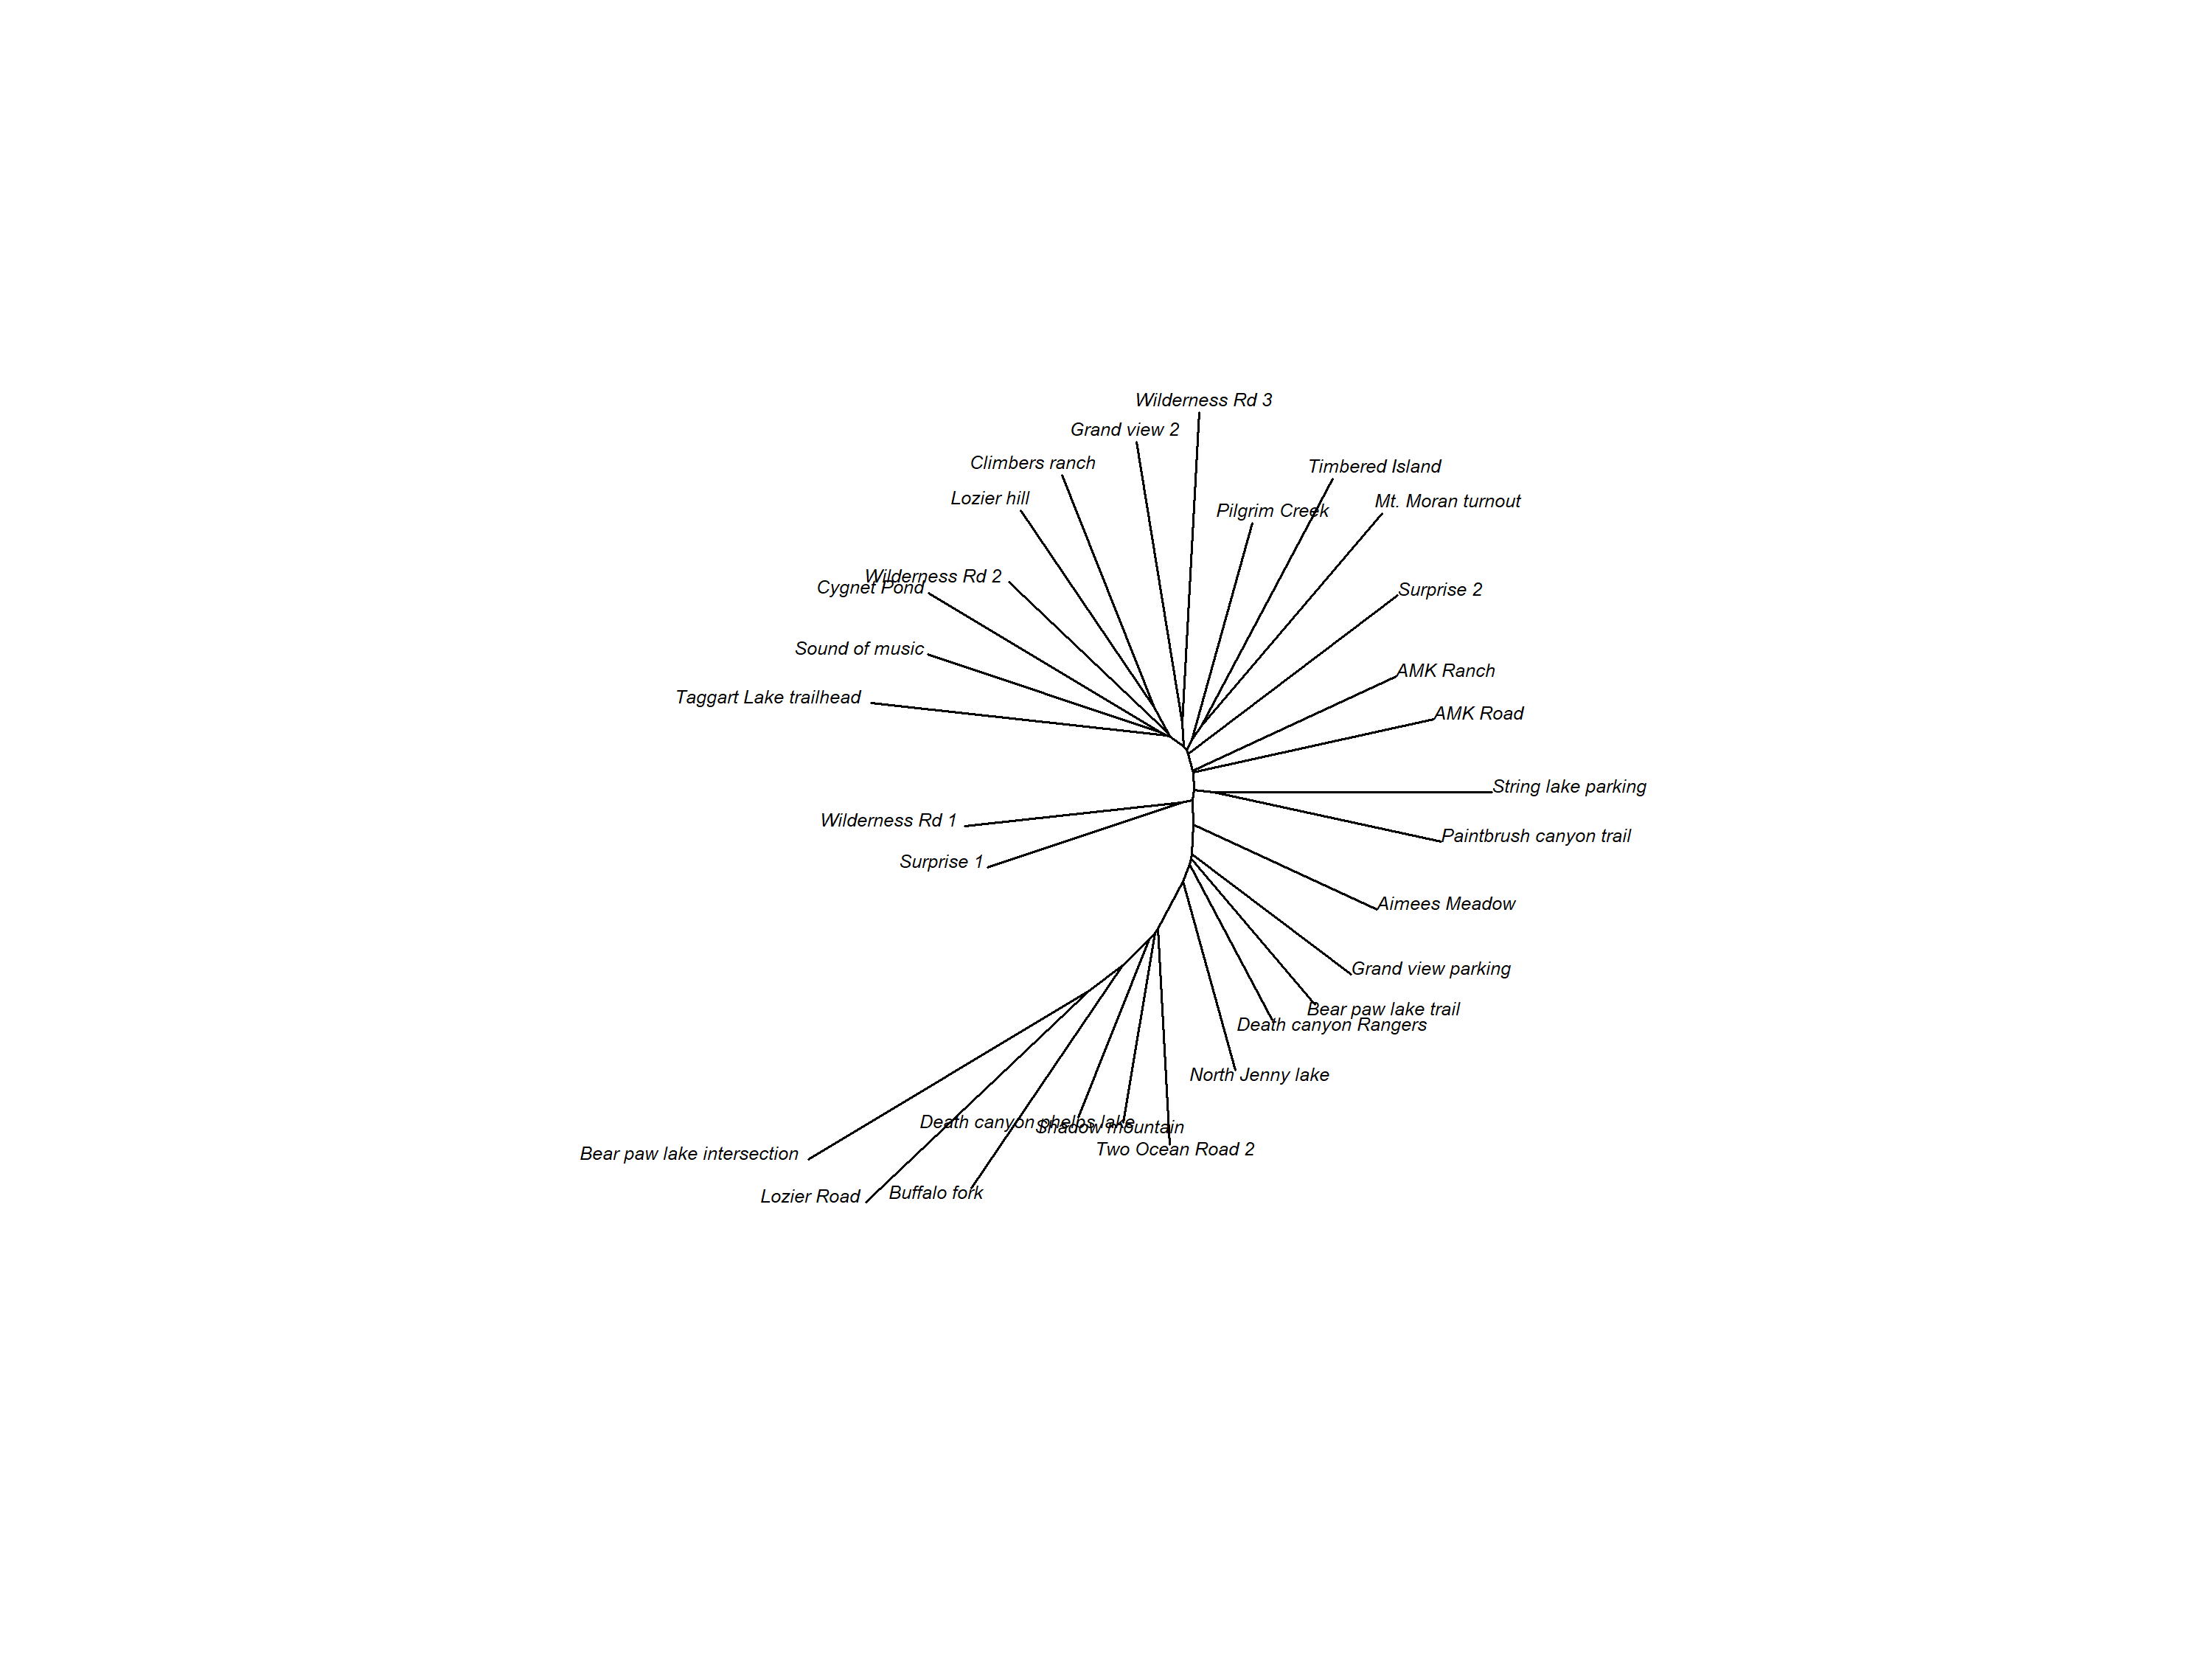 Wilderness Rd 3
Grand view 2
Climbers ranch
Timbered Island
Lozier hill
Mt. Moran turnout
Pilgrim Creek
Wilderness Rd 2
Cygnet Pond
Surprise 2
Sound of music
AMK Ranch
Taggart Lake trailhead
AMK Road
String lake parking
Wilderness Rd 1
Paintbrush canyon trail
Surprise 1
Aimees Meadow
Grand view parking
Bear paw lake trail
Death canyon Rangers
North Jenny lake
Death canyon phelps lake
Shadow mountain
Two Ocean Road 2
Bear paw lake intersection
Buffalo fork
Lozier Road